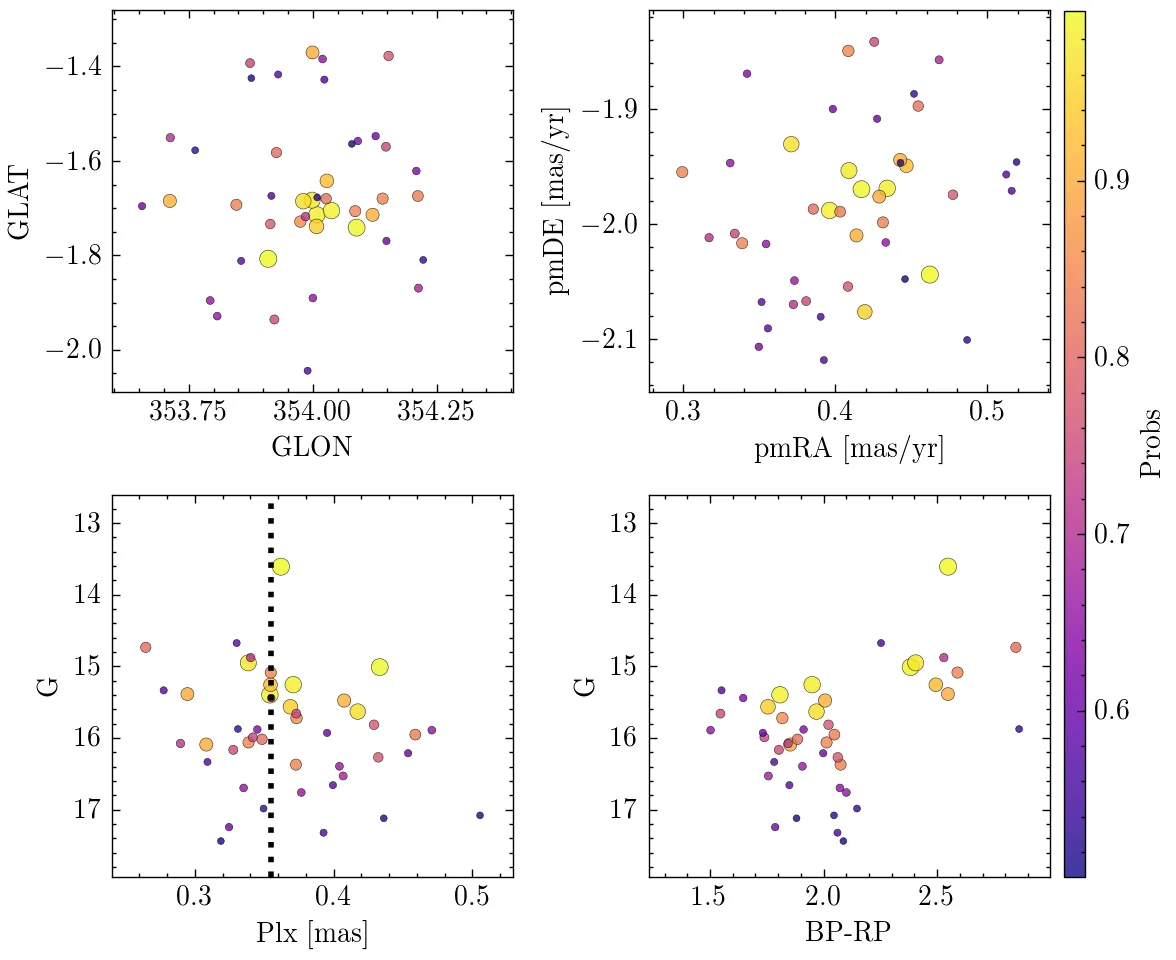 −1.4
−1.6
−1.8
−2.0
GLAT
353.75 354.00 354.25
GLON
−1.9
−2.0
−2.1
pmDE [mas/yr]
0.3 0.4 0.5
pmRA [mas/yr]
13
14
15
16
17
G
0.3 0.4 0.5
Plx [mas]
13
14
15
16
17
G
1.5 2.0 2.5
BP-RP
0.9
0.8
0.7
0.6
Probs